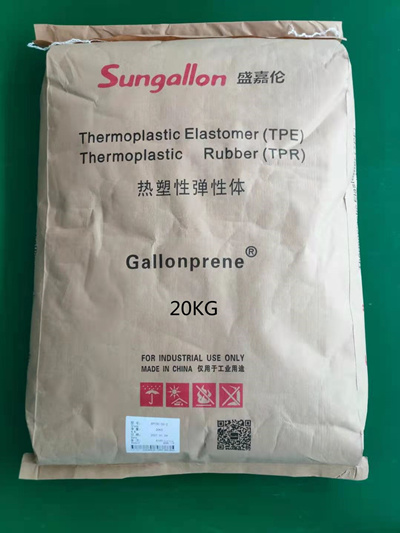 Sungallon 盛嘉伦
Thermoplastic Elastomer (TPE)
Thermoplastic Rubber (TPR)
热塑性弹性体
Gallonprene®
20KG
FOR INDUSTRIAL USE ONLY
MADE IN CHINA 仅用于工业用途